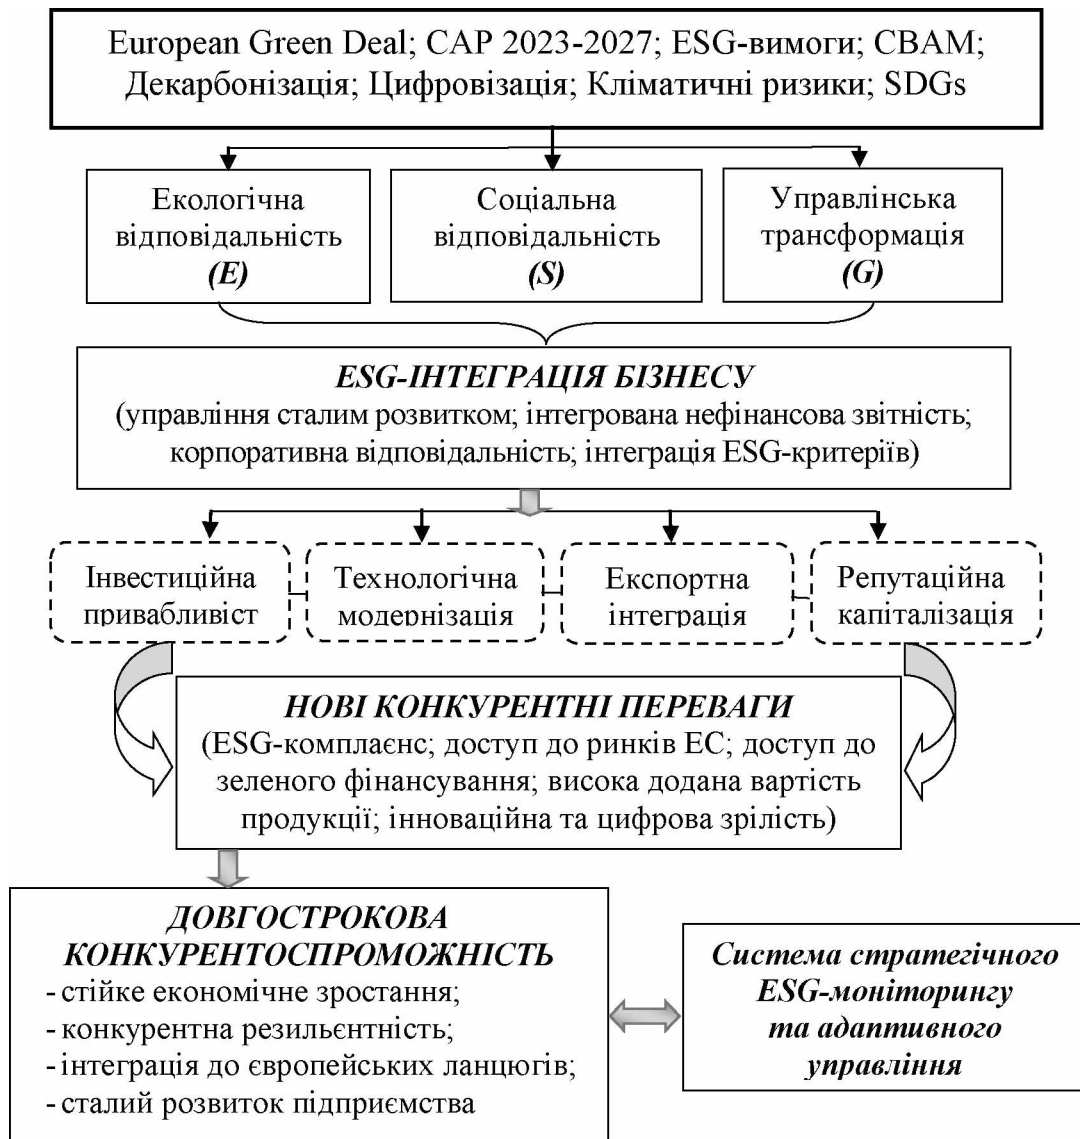 European Green Deal; CAP 2023-2027; ESG-вимоги; CBAM;
Декарбонізація; Цифровізація; Кліматичні ризики; SDGs
Екологічна
відповідальність
(E)
Соціальна
відповідальність
(S)
Управлінська
трансформація
(G)
ESG-ІНТЕГРАЦІЯ БІЗНЕСУ
(управління сталим розвитком; інтегрована нефінансова звітність;
корпоративна відповідальність; інтеграція ESG-критеріїв)
Інвестиційна
привабливіст
Технологічна
модернізація
Експортна
інтеграція
Репутаційна
капіталізація
НОВІ КОНКУРЕНТНІ ПЕРЕВАГИ
(ESG-комплаєнс; доступ до ринків ЕС; доступ до
зеленого фінансування; висока додана вартість
продукції; інноваційна та цифрова зрілість)
ДОВГОСТРОКОВА
КОНКУРЕНТОСПРОМОЖНІСТЬ
- стійке економічне зростання;
- конкурентна резильєнтність;
- інтеграція до європейських ланцюгів;
- сталий розвиток підприємства
Система стратегічного
ESG-моніторингу
та адаптивного
управління